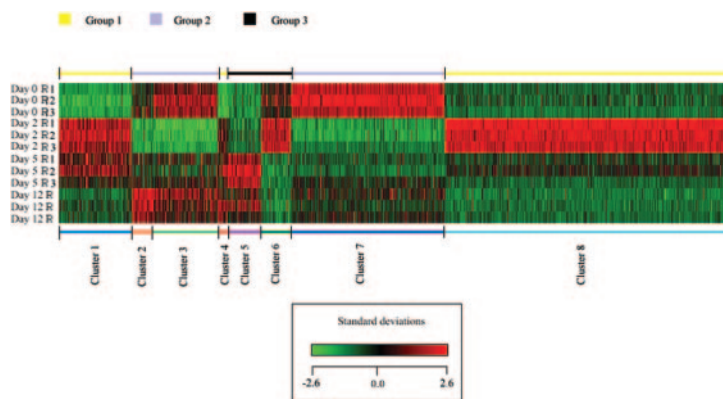 Group 1 Group 2 Group 3
Day 0 R1
Day 0 R2
Day 0 R3
Day 2 R1
Day 2 R2
Day 2 R3
Day 5 R1
Day 5 R2
Day 5 R3
Day 12 R
Day 12 R
Day 12 R
Cluster 1
Cluster 2
Cluster 3
Cluster 4
Cluster 5
Cluster 6
Cluster 7
Cluster 8
Standard deviations
-2.6 0.0 2.6